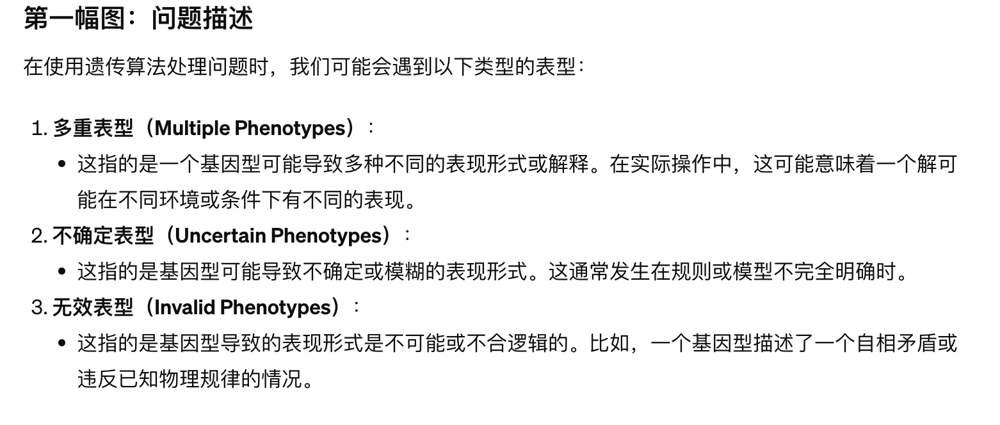 第一幅图：问题描述
在使用遗传算法处理问题时，我们可能会遇到以下类型的表型：
1. 多重表型（Multiple Phenotypes）：
• 这指的是一个基因型可能导致多种不同的表现形式或解释。在实际操作中，这可能意味着一个解可
能在不同环境或条件下有不同的表现。
2. 不确定表型（Uncertain Phenotypes）：
• 这指的是基因型可能导致不确定或模糊的表现形式。这通常发生在规则或模型不完全明确时。
3. 无效表型（Invalid Phenotypes）：
• 这指的是基因型导致的表现形式是不可能或不合逻辑的。比如，一个基因型描述了一个自相矛盾或
违反已知物理规律的情况。